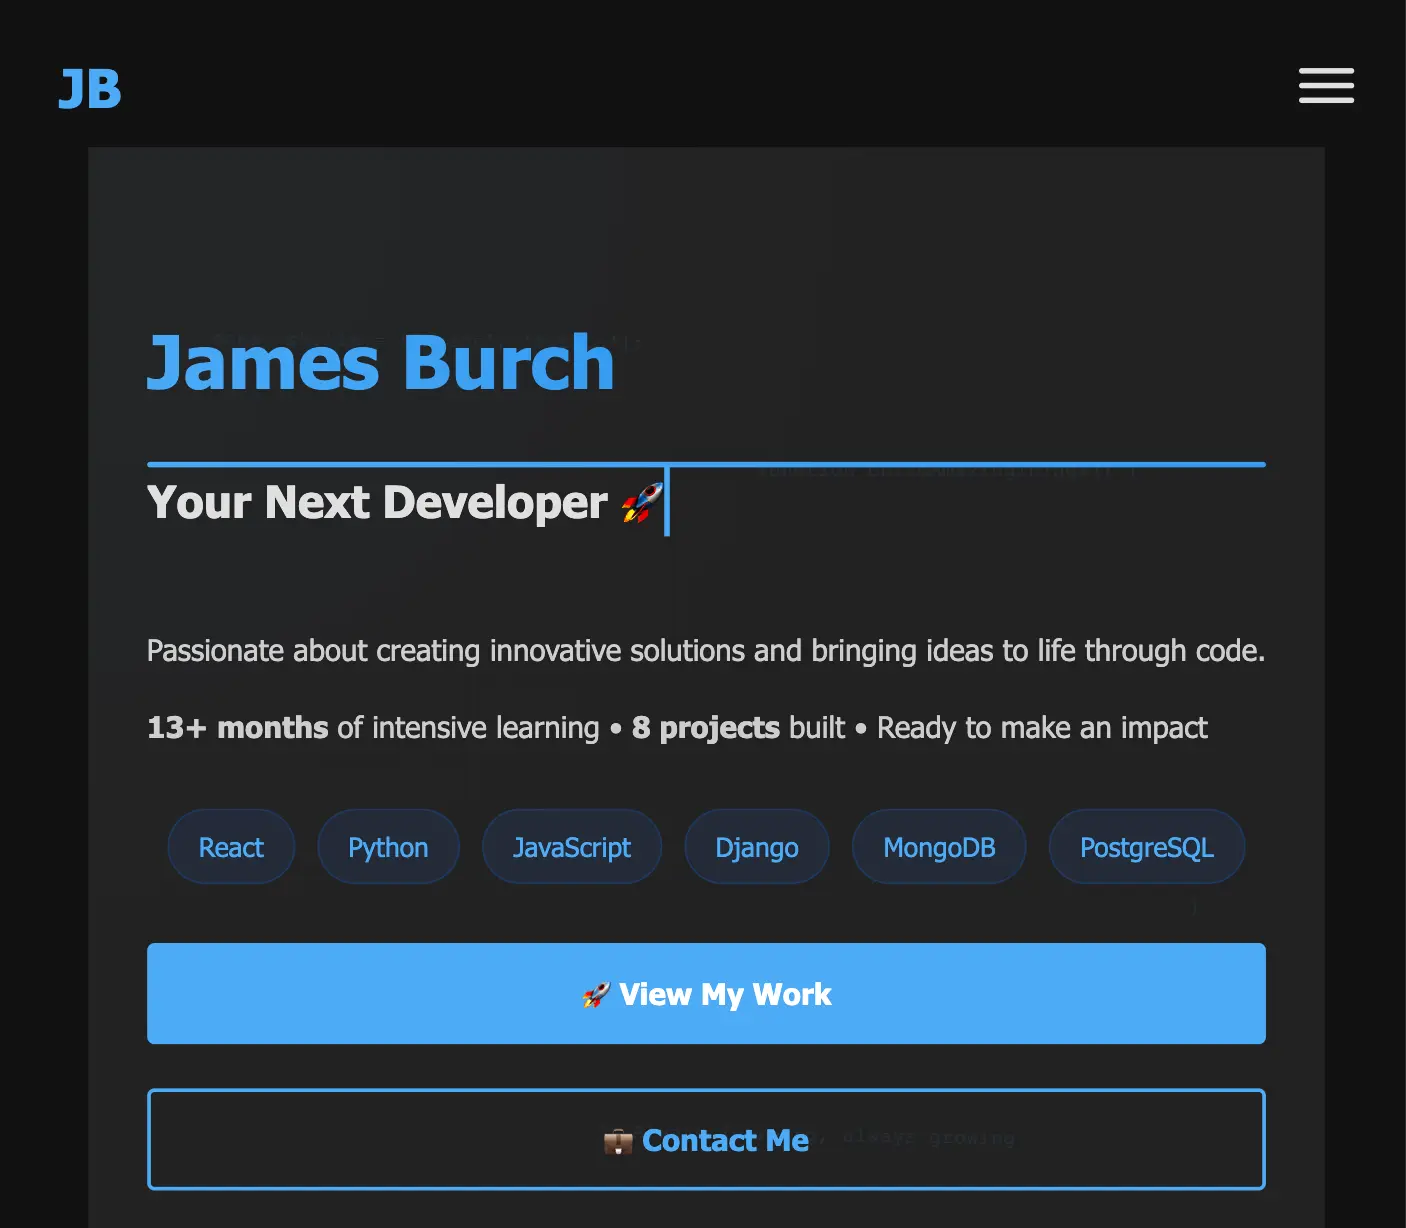 JB
James Burch
Your Next Developer 🚀
Passionate about creating innovative solutions and bringing ideas to life through code.
13+ months of intensive learning • 8 projects built • Ready to make an impact
React Python JavaScript Django MongoDB PostgreSQL
🚀 View My Work
💼 Contact Me , always growing